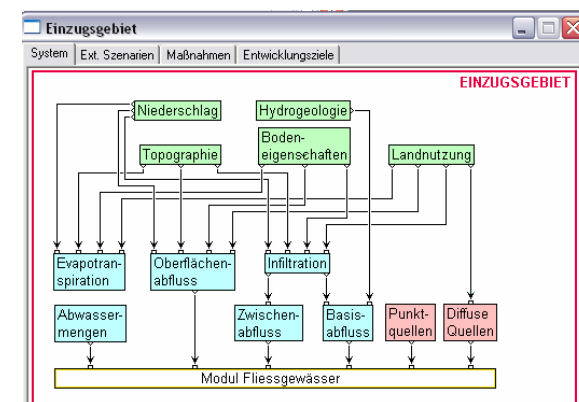 Einzugsgebiet
System Ext. Szenarien Maßnahmen Entwicklungsziele
EINZUGSGEBIET
Niederschlag
Hydrogeologie
Topographie
Boden-
eigenschaften
Landnutzung
Evapotran-
spiration
Oberflächen-
abfluss
Infiltration
Abwasser-
mengen
Zwischen-
abfluss
Basis-
abfluss
Punkt-
quellen
Diffuse
Quellen
Modul Fliessgewässer